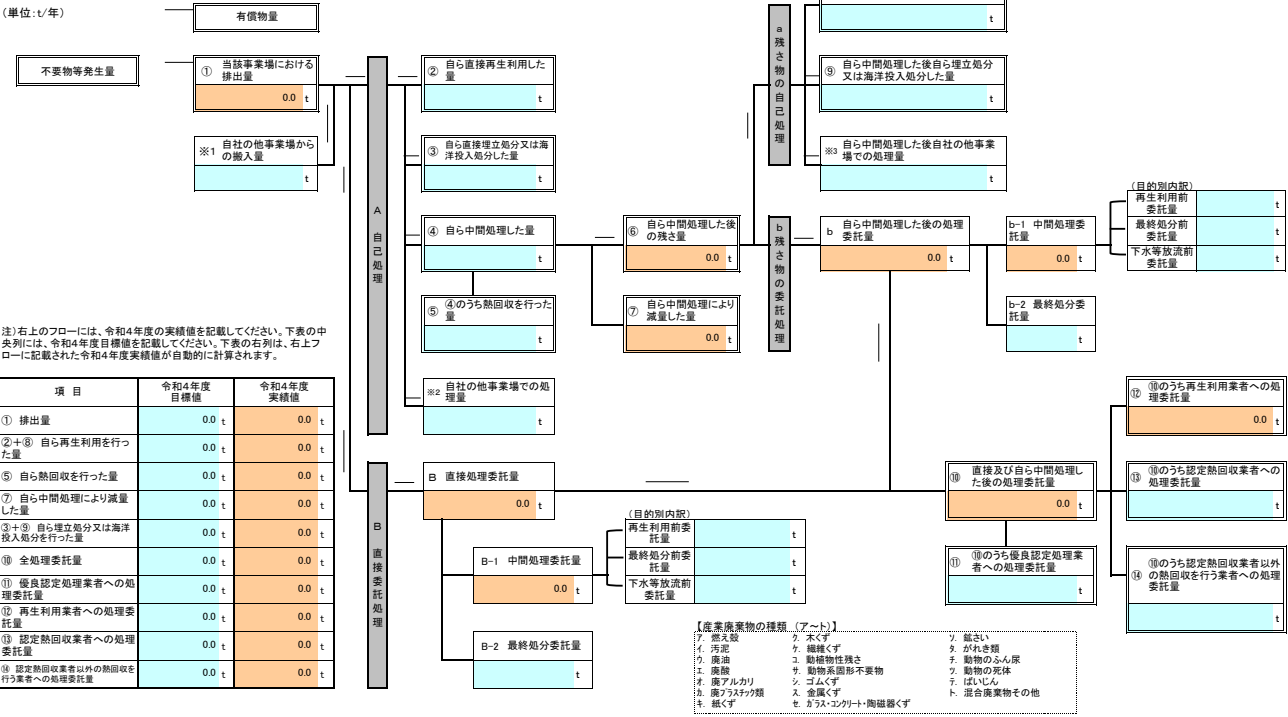 (単位:t/年)
有償物量
不要物等発生量
① 当該事業場における
排出量
0.0 t
※1 自社の他事業場から
の搬入量
t
A 自己処理
② 自ら直接再生利用した
量
t
③ 自ら直接埋立処分又は海
洋投入処分した量
t
④ 自ら中間処理した量
t
⑤ ④のうち熱回収を行った
量
t
※2 自社の他事業場での処
理量
t
⑥ 自ら中間処理した後
の残さ量
0.0 t
⑦ 自ら中間処理により
減量した量
0.0 t
a 残さ物の自己処理
t
⑨ 自ら中間処理した後自ら埋立処分
又は海洋投入処分した量
t
※3 自ら中間処理した後自社の他事業
場での処理量
t
b 残さ物の委託処理
b 自ら中間処理した後の処理
委託量
0.0 t
b-1 中間処理委
託量
0.0 t
(目的別内訳)
再生利用前
委託量 t
最終処分前
委託量 t
下水等放流前
委託量 t
b-2 最終処分委
託量
t
注)右上のフローには、令和4年度の実績値を記載してください。下表の中
央列には、令和4年度目標値を記載してください。下表の右列は、右上フ
ローに記載された令和4年度実績値が自動的に計算されます。
項 目 令和4年度
目標値 令和4年度
実績値
① 排出量 0.0 t 0.0 t
②+⑧ 自ら再生利用を行っ
た量 0.0 t 0.0 t
⑤ 自ら熱回収を行った量 0.0 t 0.0 t
⑦ 自ら中間処理により減量
した量 0.0 t 0.0 t
③+⑨ 自ら埋立処分又は海洋
投入処分を行った量 0.0 t 0.0 t
⑩ 全処理委託量 0.0 t 0.0 t
⑪ 優良認定処理業者への処
理委託量 0.0 t 0.0 t
⑫ 再生利用業者への処理委
託量 0.0 t 0.0 t
⑬ 認定熱回収業者への処理
委託量 0.0 t 0.0 t
⑭ 認定熱回収業者以外の熱回収を
行う業者への処理委託量 0.0 t 0.0 t
B 直接委託処理
B 直接処理委託量
0.0 t
B-1 中間処理委託量
0.0 t
(目的別内訳)
再生利用前委
託量 t
最終処分前委
託量 t
下水等放流前
委託量 t
B-2 最終処分委託量
t
⑩ 直接及び自ら中間処理し
た後の処理委託量
0.0 t
⑪ ⑩のうち優良認定処理業
者への処理委託量
t
⑫ ⑩のうち再生利用業者への処
理委託量
0.0 t
⑬ ⑩のうち認定熱回収業者への
処理委託量
t
⑭ ⑩のうち認定熱回収業者以外
の熱回収を行う業者への処理
委託量
t
【産業廃棄物の種類 (ア~ト)】
ア. 燃え殻 ク. 木くず ソ. 鉱さい
イ. 汚泥 ケ. 繊維くず タ. がれき類
ウ. 廃油 コ. 動植物性残さ チ. 動物のふん尿
エ. 廃酸 サ. 動物系固形不要物 ツ. 動物の死体
オ. 廃アルカリ シ. ゴムくず テ. ばいじん
カ. 廃プラスチック類 ス. 金属くず ト. 混合廃棄物その他
キ. 紙くず セ. ガラス・コンクリート・陶磁器くず